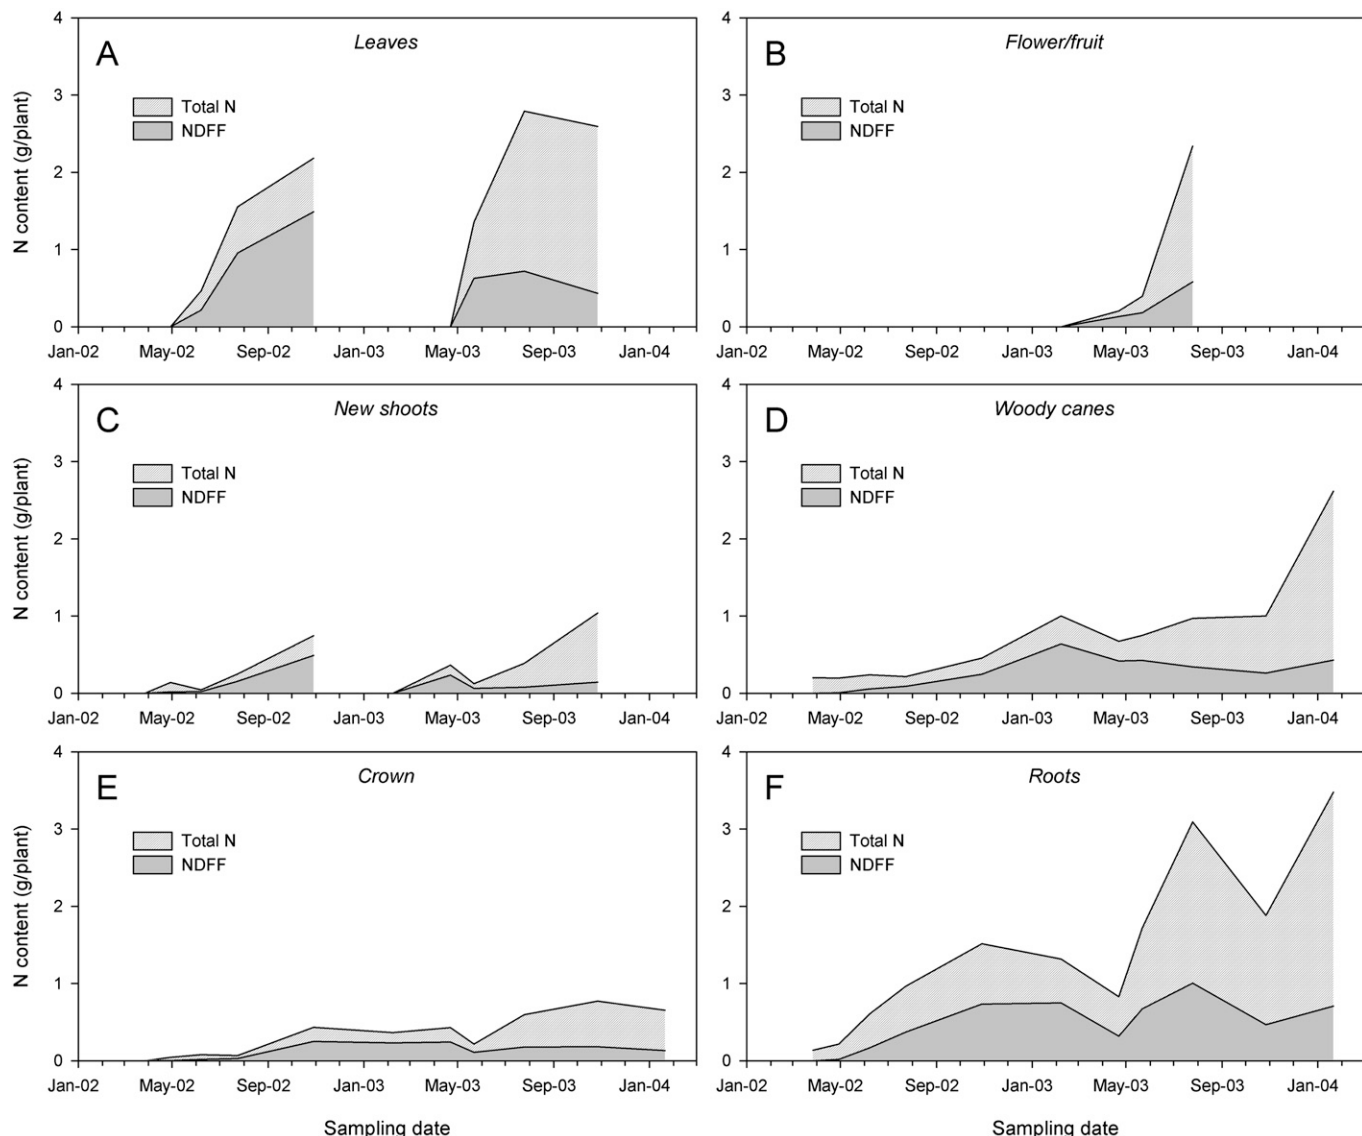 A
Leaves
N content (g/plant)
4
3
2
1
0
Total N
NDFF
Jan-02 May-02 Sep-02 Jan-03 May-03 Sep-03 Jan-04
B
Flower/fruit
4
3
2
1
0
Total N
NDFF
Jan-02 May-02 Sep-02 Jan-03 May-03 Sep-03 Jan-04
C
New shoots
N content (g/plant)
4
3
2
1
0
Total N
NDFF
Jan-02 May-02 Sep-02 Jan-03 May-03 Sep-03 Jan-04
D
Woody canes
4
3
2
1
0
Total N
NDFF
Jan-02 May-02 Sep-02 Jan-03 May-03 Sep-03 Jan-04
E
Crown
N content (g/plant)
4
3
2
1
0
Total N
NDFF
Jan-02 May-02 Sep-02 Jan-03 May-03 Sep-03 Jan-04
Sampling date
F
Roots
4
3
2
1
0
Total N
NDFF
Jan-02 May-02 Sep-02 Jan-03 May-03 Sep-03 Jan-04
Sampling date